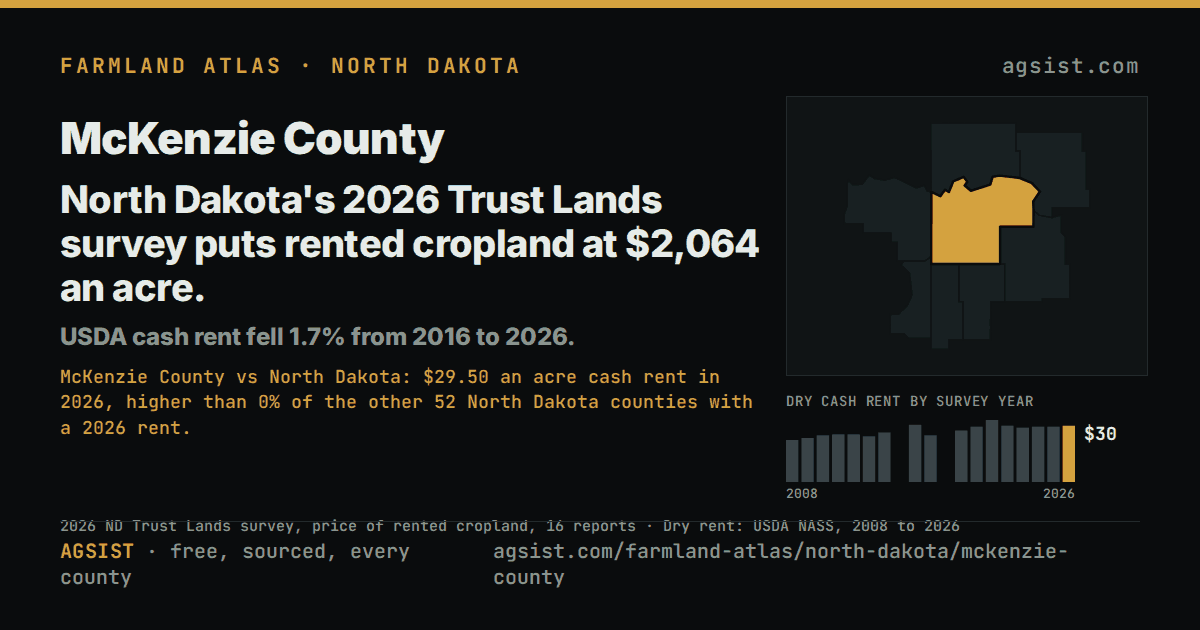 FARMLAND ATLAS · NORTH DAKOTA
agsist.com
McKenzie County
North Dakota's 2026 Trust Lands
survey puts rented cropland at $2,064
an acre.
USDA cash rent fell 1.7% from 2016 to 2026.
McKenzie County vs North Dakota: $29.50 an acre cash rent in
2026, higher than 0% of the other 52 North Dakota counties with
a 2026 rent.
DRY CASH RENT BY SURVEY YEAR
$30
2008
2026
2026 ND Trust Lands survey, price of rented cropland, 16 reports · Dry rent: USDA NASS, 2008 to 2026
AGSIST · free, sourced, every
county
agsist.com/farmland-atlas/north-dakota/mckenzie-
county